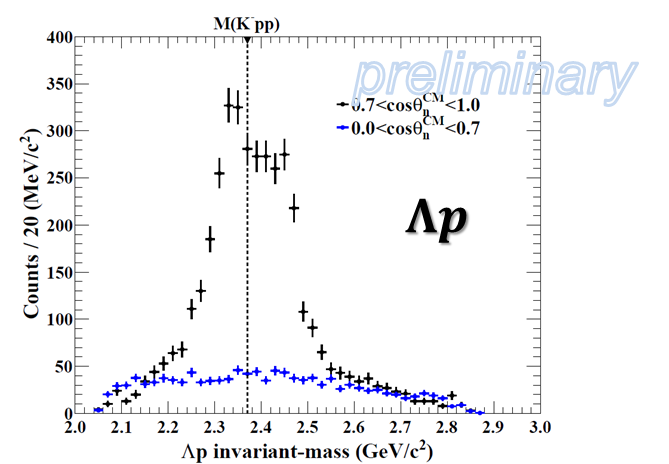 M(K⁻pp)
400
350
300
250
200
150
100
50
0
Counts / 20 (MeV/c²)
preliminary
0.7<cosθₙᶜᴹ<1.0
0.0<cosθₙᶜᴹ<0.7
Λp
2.0 2.1 2.2 2.3 2.4 2.5 2.6 2.7 2.8 2.9 3.0
Λp invariant-mass (GeV/c²)